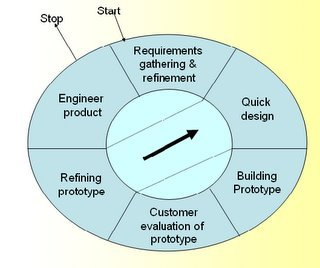 Start
Stop
Requirements
gathering &
refinement
Quick
design
Building
Prototype
Customer
evaluation of
prototype
Refining
prototype
Engineer
product